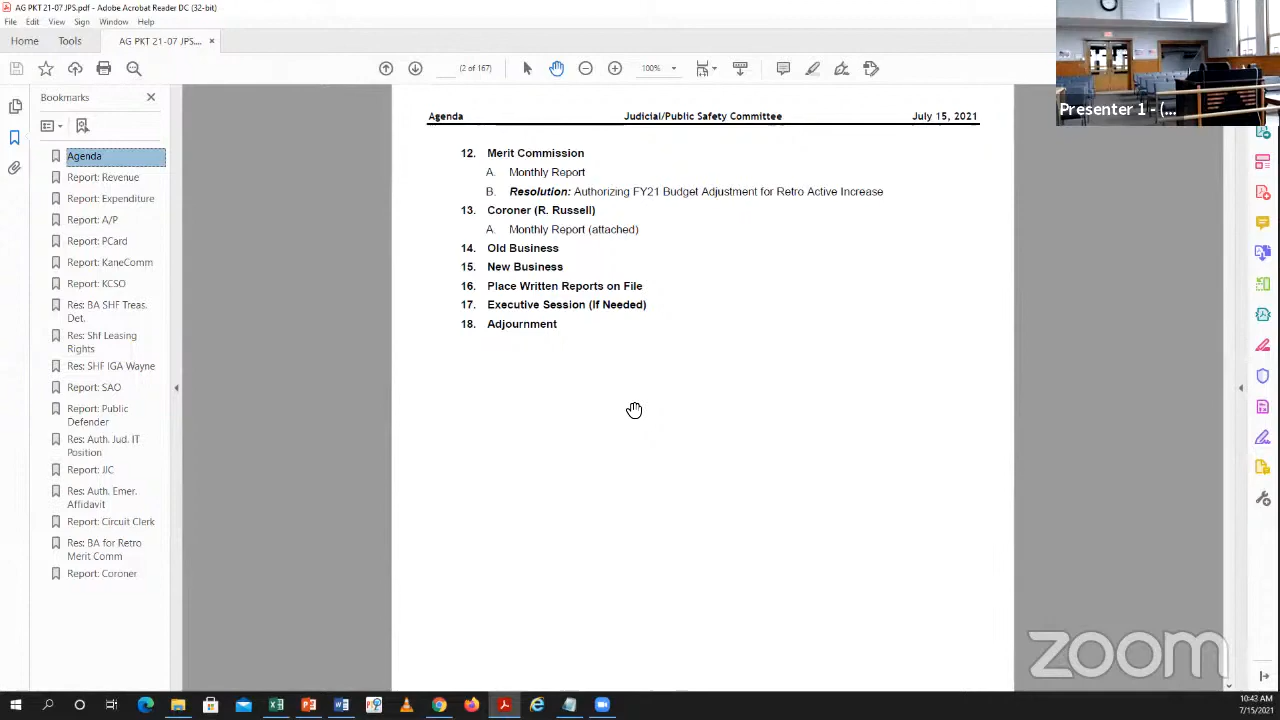 AG PKT 21-07 JPS.pdf - Adobe Acrobat Reader DC (32-bit)
File Edit View Sign Window Help
Home Tools AG PKT 21-07 JPS.... ×
(2 of 167) 100%
Presenter 1 - (...
Bookmarks
Agenda
Report: Revenue
Report: Expenditure
Report: A/P
Report: PCard
Report: KaneComm
Report: KCSO
Res: BA SHF Treas.
Det.
Res: Shf Leasing
Rights
Res: SHF IGA Wayne
Report: SAO
Report: Public
Defender
Res: Auth. Jud. IT
Position
Report: JJC
Res: Auth. Emer.
Affidavit
Report: Circuit Clerk
Res: BA for Retro
Merit Comm
Report: Coroner
Agenda Judicial/Public Safety Committee July 15, 2021
12. Merit Commission
A. Monthly Report
B. Resolution: Authorizing FY21 Budget Adjustment for Retro Active Increase
13. Coroner (R. Russell)
A. Monthly Report (attached)
14. Old Business
15. New Business
16. Place Written Reports on File
17. Executive Session (If Needed)
18. Adjournment
zoom
10:43 AM
7/15/2021